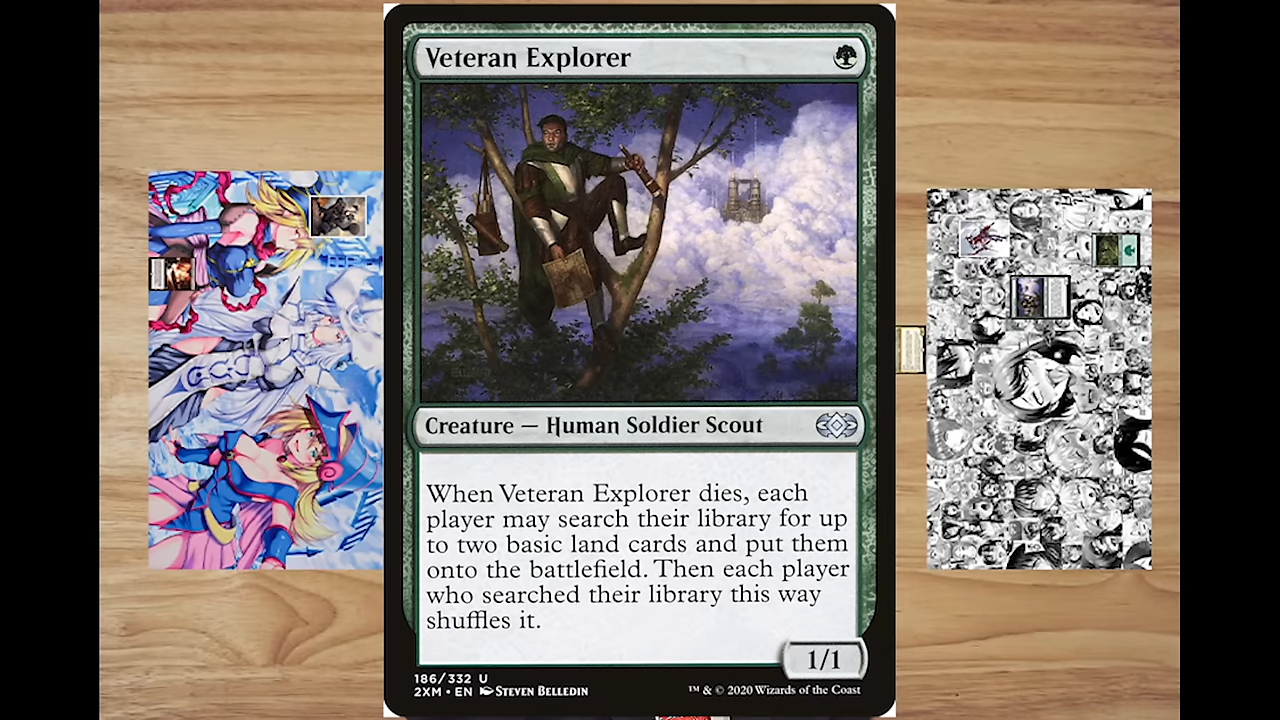 Veteran Explorer
Creature — Human Soldier Scout
When Veteran Explorer dies, each
player may search their library for up
to two basic land cards and put them
onto the battlefield. Then each player
who searched their library this way
shuffles it.
1/1
186/332 U
2XM • EN STEVEN BELLEDIN
™ & © 2020 Wizards of the Coast